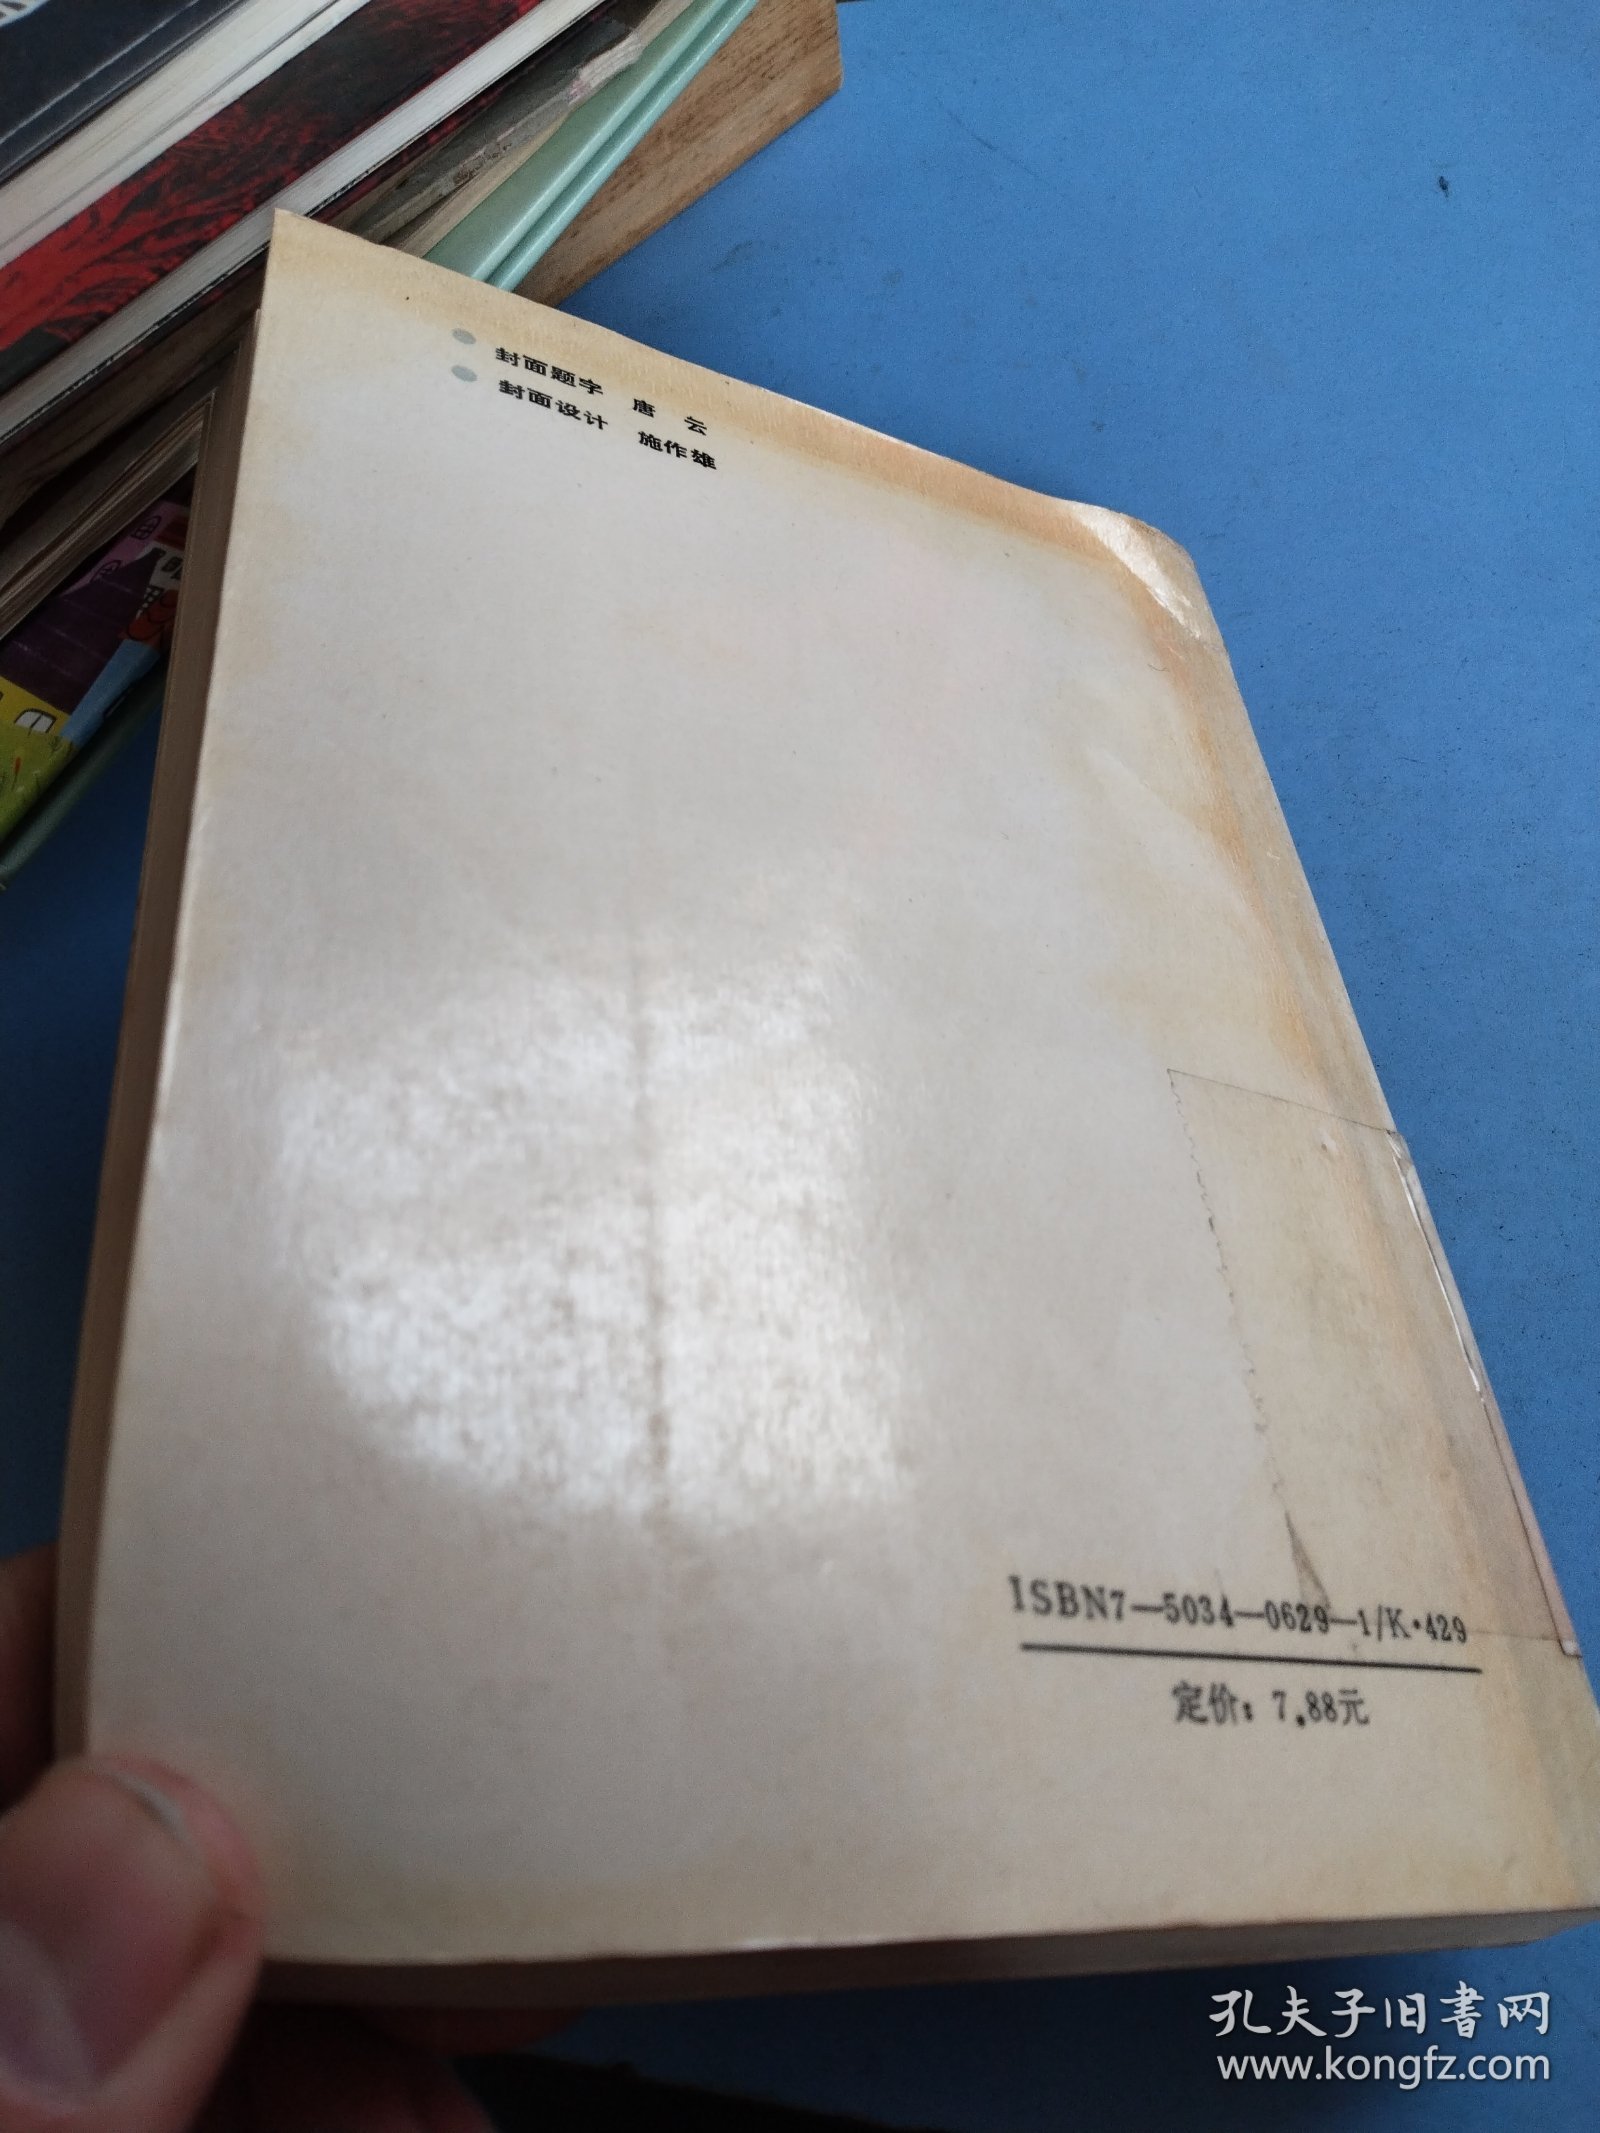 封面题字 唐 云
封面设计 施作雄
ISBN7—5034—0629—1/K·429
定价：7.88元
孔夫子旧书网
www.kongfz.com